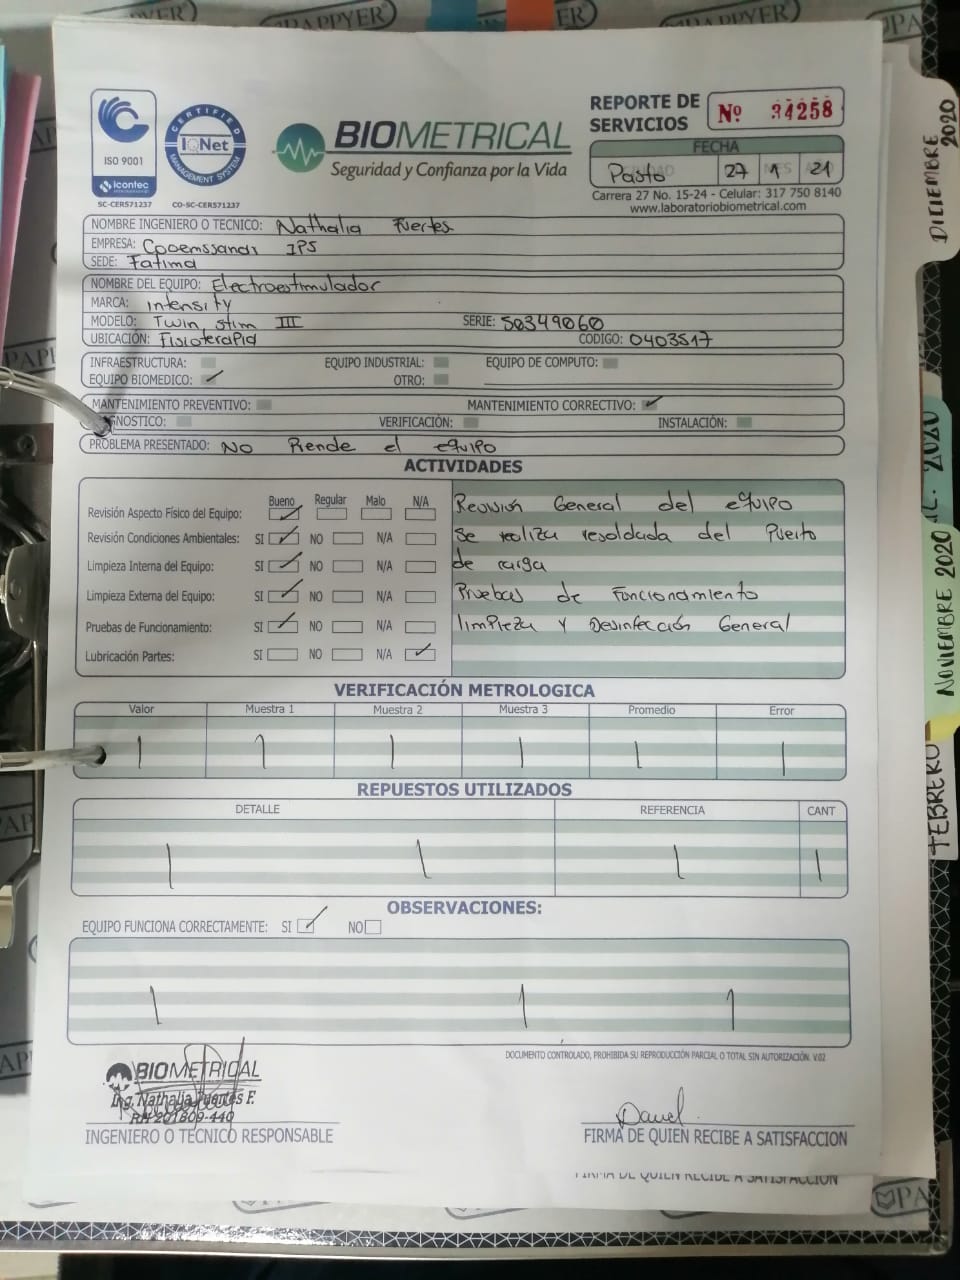 ISO 9001
icontec
SC-CER571237
CERTIFIED
IQNet
MANAGEMENT SYSTEM
CO-SC-CER571237
BIOMETRICAL
Seguridad y Confianza por la Vida
REPORTE DE SERVICIOS
Nº 34258
FECHA
Pasto 27 1 21
Carrera 27 No. 15-24 - Celular: 317 750 8140
www.laboratoriobiometrical.com
NOMBRE INGENIERO O TECNICO: Nathalia Fuertes
EMPRESA: Cpoemssanar IPS
SEDE: Fatima
NOMBRE DEL EQUIPO: Electroestimulador
MARCA: intensity
MODELO: Twin stim III SERIE: S0349060
UBICACIÓN: Fisioterapia CODIGO: 0403517
INFRAESTRUCTURA: EQUIPO INDUSTRIAL: EQUIPO DE COMPUTO:
EQUIPO BIOMEDICO: ✓ OTRO:
MANTENIMIENTO PREVENTIVO: MANTENIMIENTO CORRECTIVO: ✓
GNOSTICO: VERIFICACIÓN: INSTALACIÓN:
PROBLEMA PRESENTADO: No Prende el equipo
ACTIVIDADES
Bueno Regular Malo N/A
Revisión Aspecto Físico del Equipo: ✓
Revisión Condiciones Ambientales: SI ✓ NO N/A
Limpieza Interna del Equipo: SI ✓ NO N/A
Limpieza Externa del Equipo: SI ✓ NO N/A
Pruebas de Funcionamiento: SI ✓ NO N/A
Lubricación Partes: SI NO N/A ✓
Revisión General del equipo
Se realiza resoldada del Puerto
de carga
Pruebas de Funcionamiento
limpieza y Desinfección General
VERIFICACIÓN METROLOGICA
Valor Muestra 1 Muestra 2 Muestra 3 Promedio Error
REPUESTOS UTILIZADOS
DETALLE REFERENCIA CANT
OBSERVACIONES:
EQUIPO FUNCIONA CORRECTAMENTE: SI ✓ NO
DOCUMENTO CONTROLADO, PROHIBIDA SU REPRODUCCIÓN PARCIAL O TOTAL SIN AUTORIZACIÓN. V.02
BIOMETRICAL
Ing. Nathalia Fuertes F.
RH 201809-440
INGENIERO O TECNICO RESPONSABLE
FIRMA DE QUIEN RECIBE A SATISFACCION
FIRMA DE QUIEN RECIBE A SATISFACCION
DICIEMBRE 2020
NOVIEMBRE 2020
FEBRERO